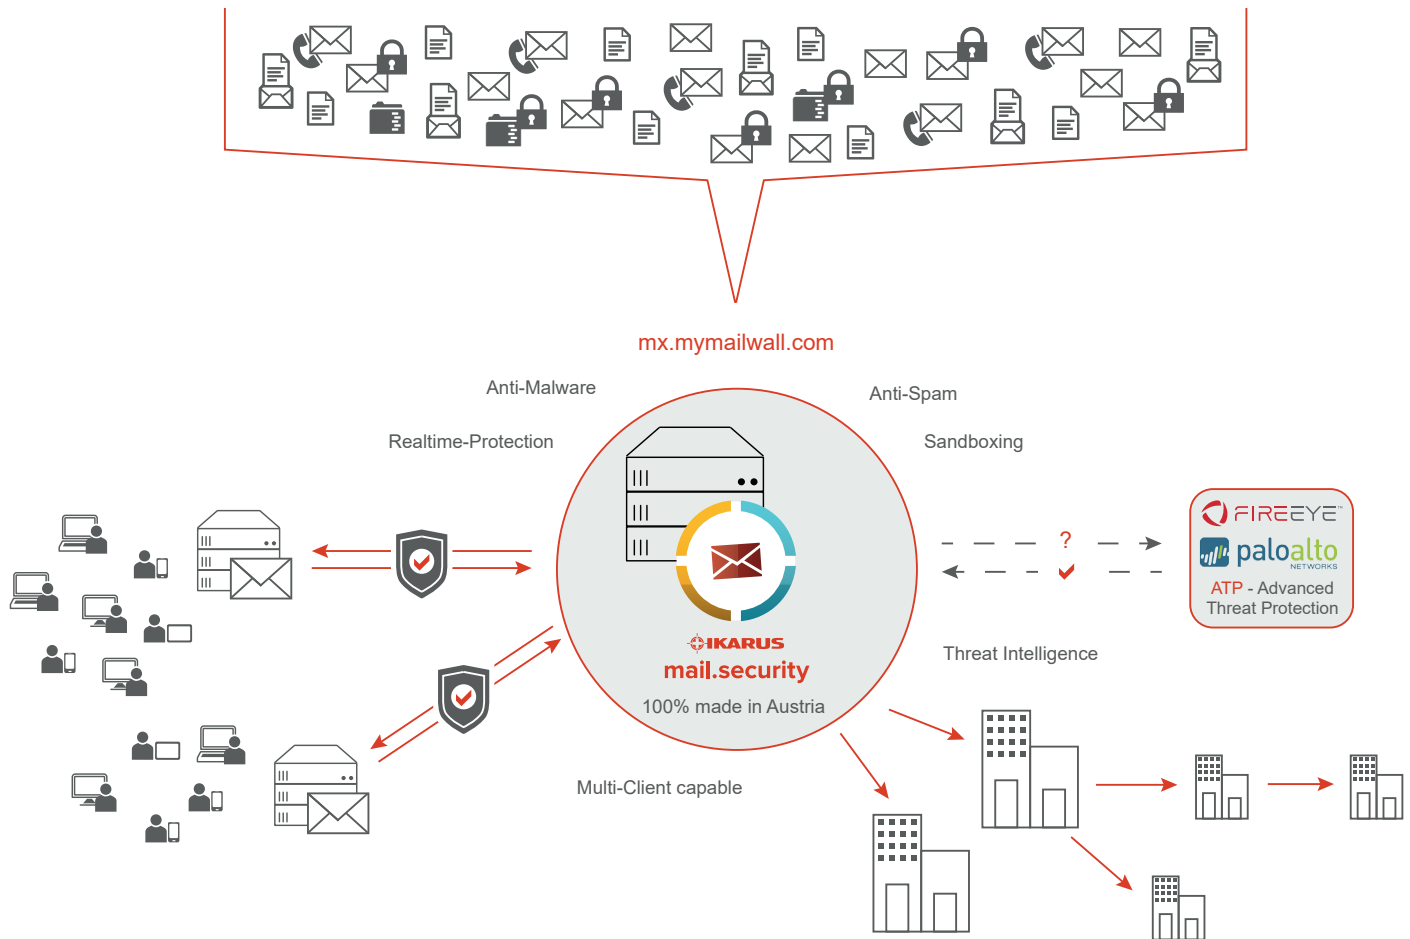 mx.mymailwall.com
Anti-Malware
Anti-Spam
Realtime-Protection
Sandboxing
FIREEYE™
?
paloalto
NETWORKS
ATP - Advanced
Threat Protection
IKARUS
mail.security
100% made in Austria
Threat Intelligence
Multi-Client capable